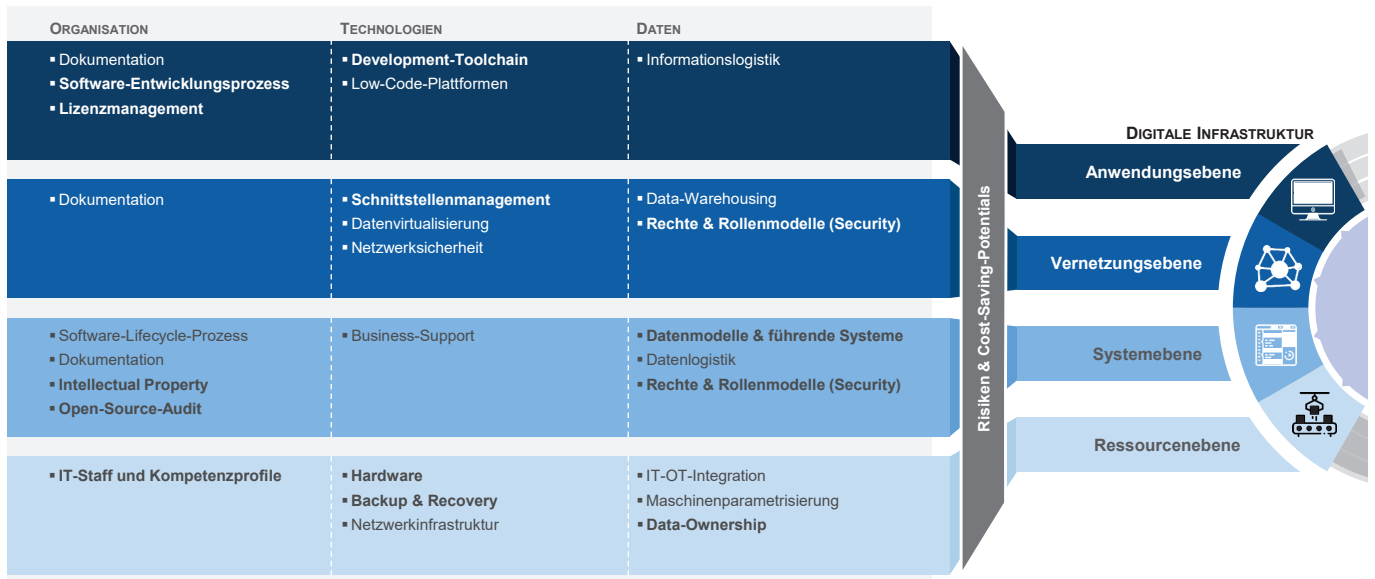 ORGANISATION
TECHNOLOGIEN
DATEN
▪ Dokumentation
▪ Software-Entwicklungsprozess
▪ Lizenzmanagement
▪ Development-Toolchain
▪ Low-Code-Plattformen
▪ Informationslogistik
▪ Dokumentation
▪ Schnittstellenmanagement
▪ Datenvirtualisierung
▪ Netzwerksicherheit
▪ Data-Warehousing
▪ Rechte & Rollenmodelle (Security)
▪ Software-Lifecycle-Prozess
▪ Dokumentation
▪ Intellectual Property
▪ Open-Source-Audit
▪ Business-Support
▪ Datenmodelle & führende Systeme
▪ Datenlogistik
▪ Rechte & Rollenmodelle (Security)
▪ IT-Staff und Kompetenzprofile
▪ Hardware
▪ Backup & Recovery
▪ Netzwerkinfrastruktur
▪ IT-OT-Integration
▪ Maschinenparametrisierung
▪ Data-Ownership
Risiken & Cost-Saving-Potentials
DIGITALE INFRASTRUKTUR
Anwendungsebene
Vernetzungsebene
Systemebene
Ressourcenebene